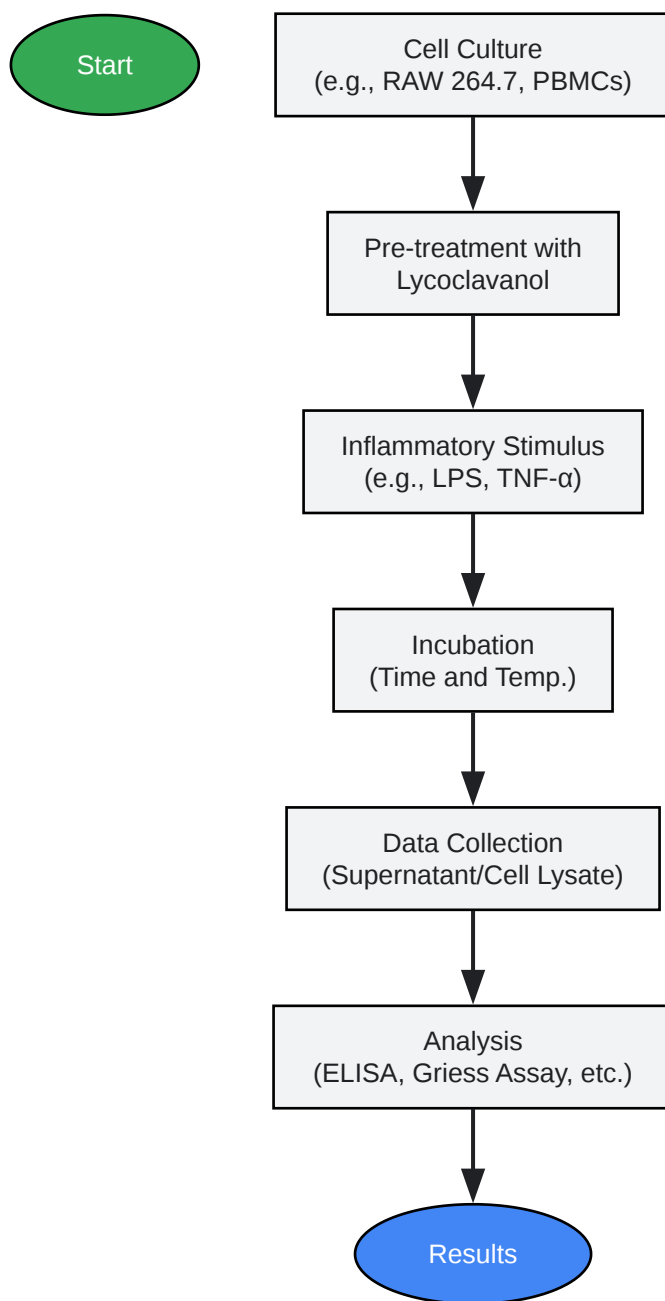 Start
Cell Culture
(e.g., RAW 264.7, PBMCs)
Pre-treatment with
Lycoclavanol
Inflammatory Stimulus
(e.g., LPS, TNF-α)
Incubation
(Time and Temp.)
Data Collection
(Supernatant/Cell Lysate)
Analysis
(ELISA, Griess Assay, etc.)
Results